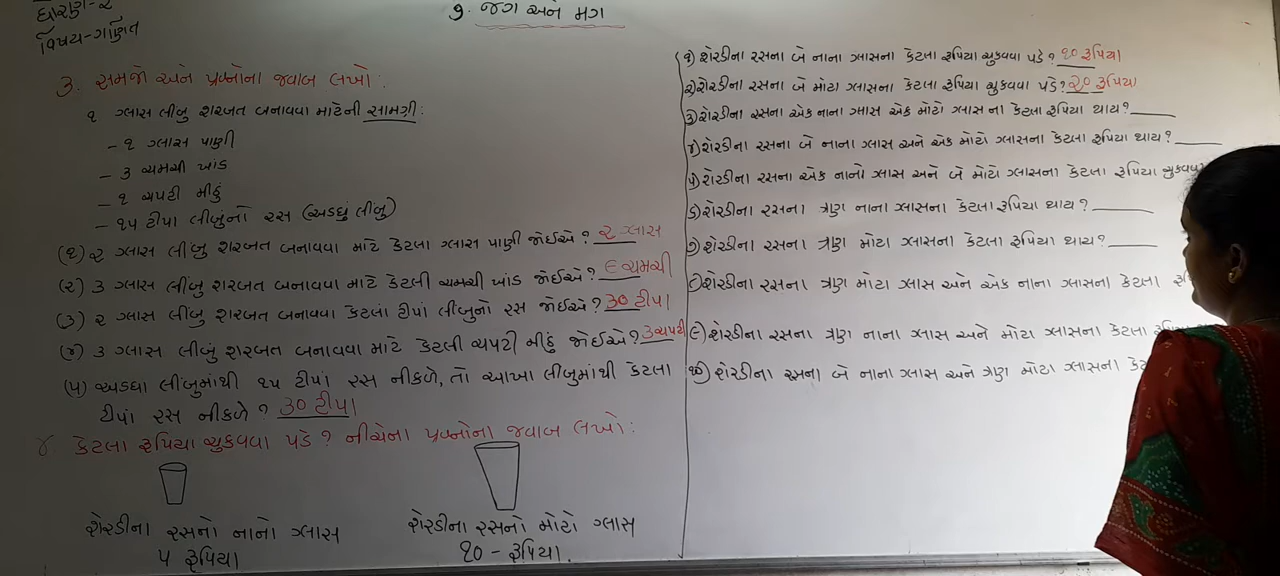 ધોરણ-૨
વિષય-ગણિત
૭. જગ અને મગ
૩. સમજો અને પ્રશ્નોના જવાબ લખો:
૧ ગ્લાસ લીંબુ શરબત બનાવવા માટેની સામગ્રી:
- ૧ ગ્લાસ પાણી
- ૩ ચમચી ખાંડ
- ૧ ચપટી મીઠું
- ૧૫ ટીપા લીંબુનો રસ (અડધું લીંબુ)
(૧) ૨ ગ્લાસ લીંબુ શરબત બનાવવા માટે કેટલા ગ્લાસ પાણી જોઈએ? ૨ ગ્લાસ
(૨) ૩ ગ્લાસ લીંબુ શરબત બનાવવા માટે કેટલી ચમચી ખાંડ જોઈએ? ૯ ચમચી
(૩) ૨ ગ્લાસ લીંબુ શરબત બનાવવા કેટલાં ટીપાં લીંબુનો રસ જોઈએ? ૩૦ ટીપા
(૪) ૩ ગ્લાસ લીંબું શરબત બનાવવા માટે કેટલી ચપટી મીઠું જોઈએ? ૩ ચપટી
(૫) અડધા લીંબુમાંથી ૧૫ ટીપાં રસ નીકળે, તો આખા લીંબુમાંથી કેટલા
ટીપાં રસ નીકળે? ૩૦ ટીપા
૪ કેટલા રૂપિયા ચુકવવા પડે? નીચેના પ્રશ્નોના જવાબ લખો:
શેરડીના રસનો નાનો ગ્લાસ
૫ રૂપિયા
શેરડીના રસનો મોટો ગ્લાસ
૧૦ - રૂપિયા.
(૧) શેરડીના રસના બે નાના ગ્લાસના કેટલા રૂપિયા ચુકવવા પડે? ૧૦ રૂપિયા
૨) શેરડીના રસના બે મોટા ગ્લાસના કેટલા રૂપિયા ચુકવવા પડે? ૨૦ રૂપિયા
૩) શેરડીના રસના એક નાના ગ્લાસ એક મોટો ગ્લાસ ના કેટલા રૂપિયા થાય?
૪) શેરડીના રસના બે નાના ગ્લાસ અને એક મોટો ગ્લાસના કેટલા રૂપિયા થાય?
૫) શેરડીના રસના એક નાનો ગ્લાસ અને બે મોટો ગ્લાસના કેટલા રૂપિયા
૬) શેરડીના રસના ત્રણ નાના ગ્લાસના કેટલા રૂપિયા થાય?
૭) શેરડીના રસના ત્રણ મોટા ગ્લાસના કેટલા રૂપિયા થાય?
૮) શેરડીના રસના ત્રણ મોટા ગ્લાસ અને એક નાના ગ્લાસના કેટલા
૯) શેરડીના રસના ત્રણ નાના ગ્લાસ અને મોટા ગ્લાસના કેટલા
૧૦) શેરડીના રસના બે નાના ગ્લાસ અને ત્રણ મોટા ગ્લાસના